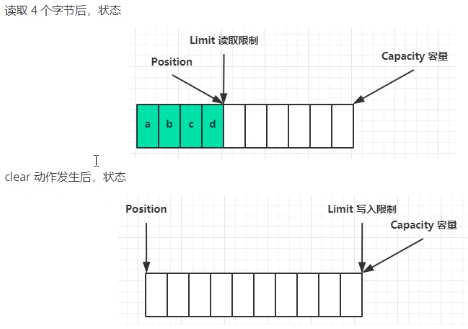 读取 4 个字节后，状态
Limit 读取限制
Position
Capacity 容量
a b c d
clear 动作发生后，状态
Position
Limit 写入限制
Capacity 容量